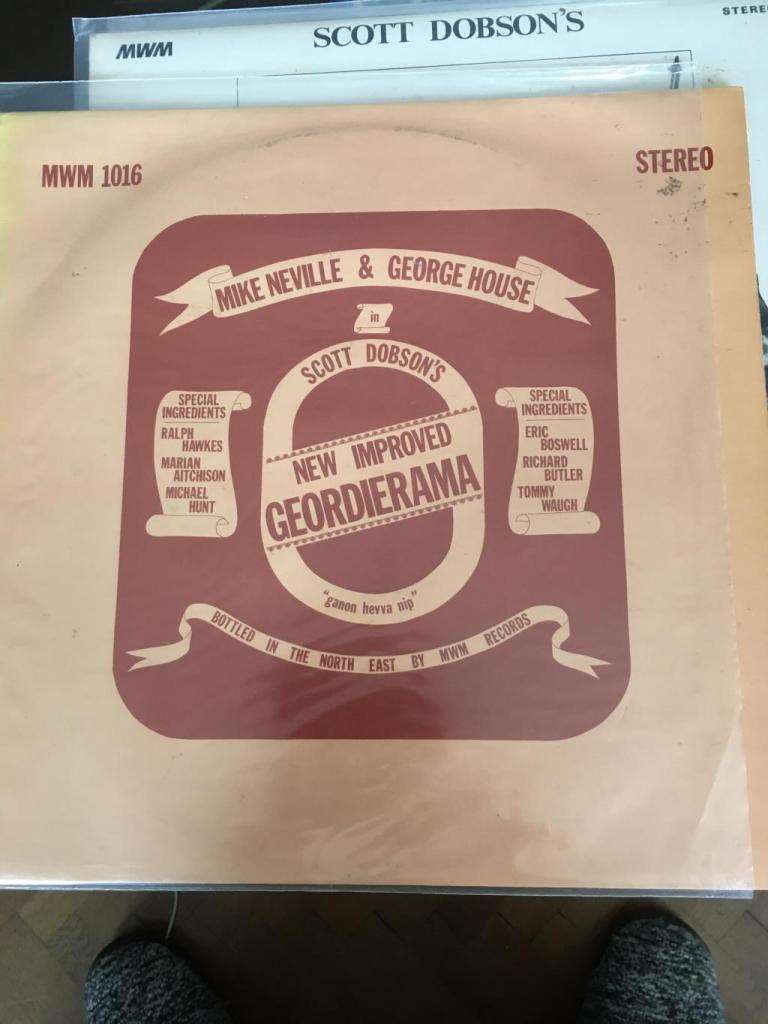 MWM
SCOTT DOBSON'S
MWM 1016
STEREO
MIKE NEVILLE & GEORGE HOUSE
in
SCOTT DOBSON'S
NEW IMPROVED
GEORDIERAMA
"ganon hevva nip"
SPECIAL
INGREDIENTS
RALPH
HAWKES
MARIAN
AITCHISON
MICHAEL
HUNT
SPECIAL
INGREDIENTS
ERIC
BOSWELL
RICHARD
BUTLER
TOMMY
WAUGH
BOTTLED IN THE NORTH EAST BY MWM RECORDS